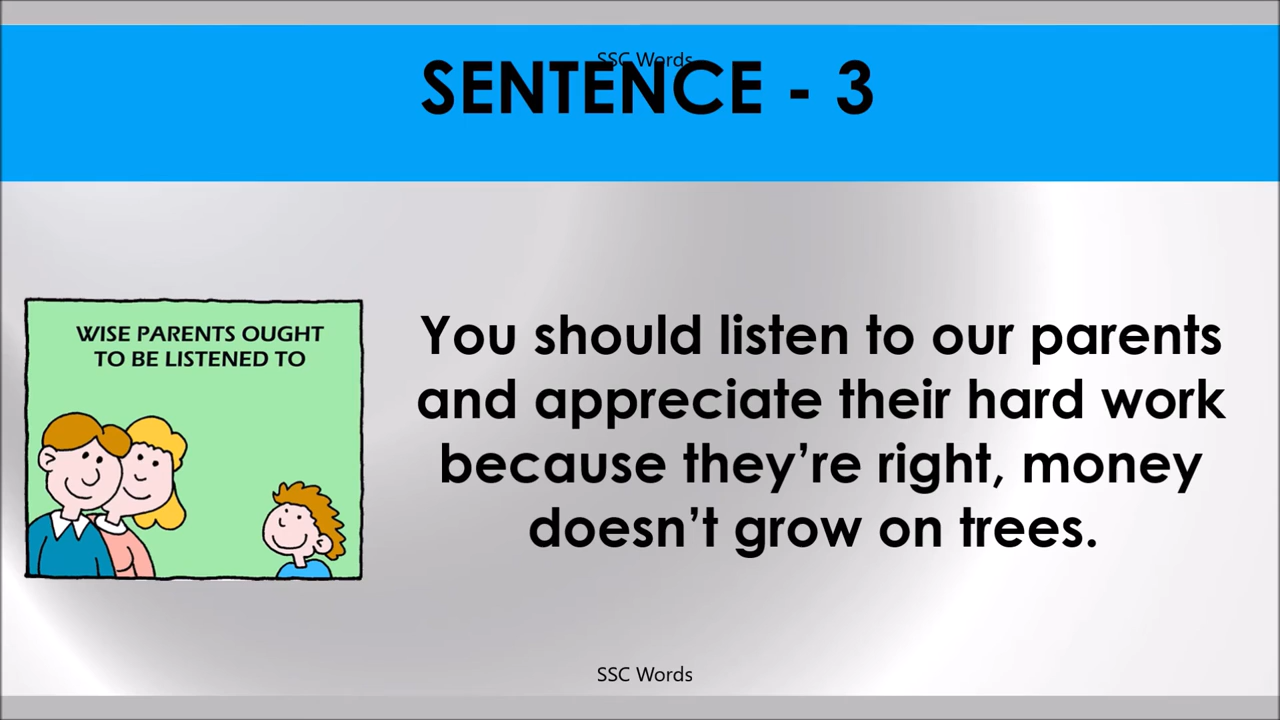 SSC Words
SENTENCE - 3
WISE PARENTS OUGHT
TO BE LISTENED TO
You should listen to our parents
and appreciate their hard work
because they’re right, money
doesn’t grow on trees.
SSC Words